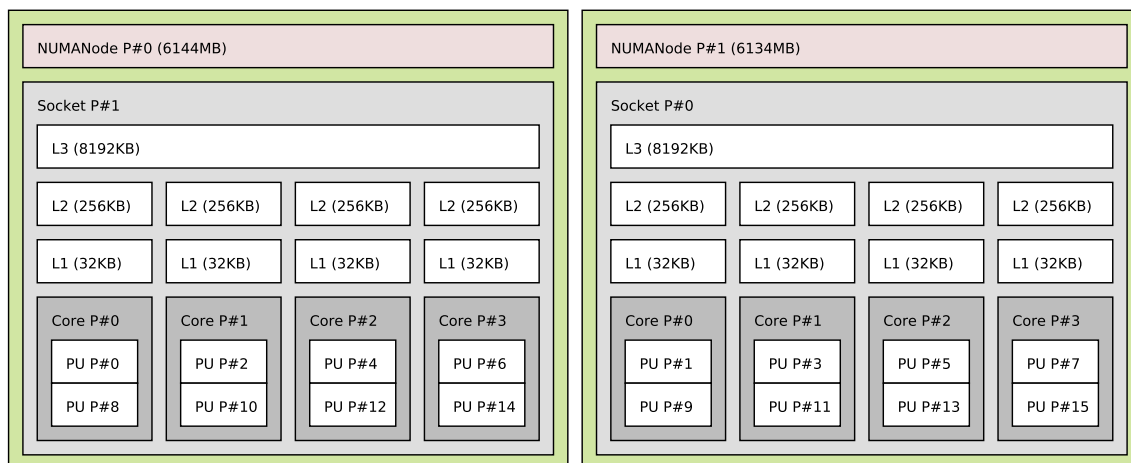 NUMANode P#0 (6144MB)
Socket P#1
L3 (8192KB)
L2 (256KB) L2 (256KB) L2 (256KB) L2 (256KB)
L1 (32KB) L1 (32KB) L1 (32KB) L1 (32KB)
Core P#0 Core P#1 Core P#2 Core P#3
PU P#0 PU P#2 PU P#4 PU P#6
PU P#8 PU P#10 PU P#12 PU P#14
NUMANode P#1 (6134MB)
Socket P#0
L3 (8192KB)
L2 (256KB) L2 (256KB) L2 (256KB) L2 (256KB)
L1 (32KB) L1 (32KB) L1 (32KB) L1 (32KB)
Core P#0 Core P#1 Core P#2 Core P#3
PU P#1 PU P#3 PU P#5 PU P#7
PU P#9 PU P#11 PU P#13 PU P#15